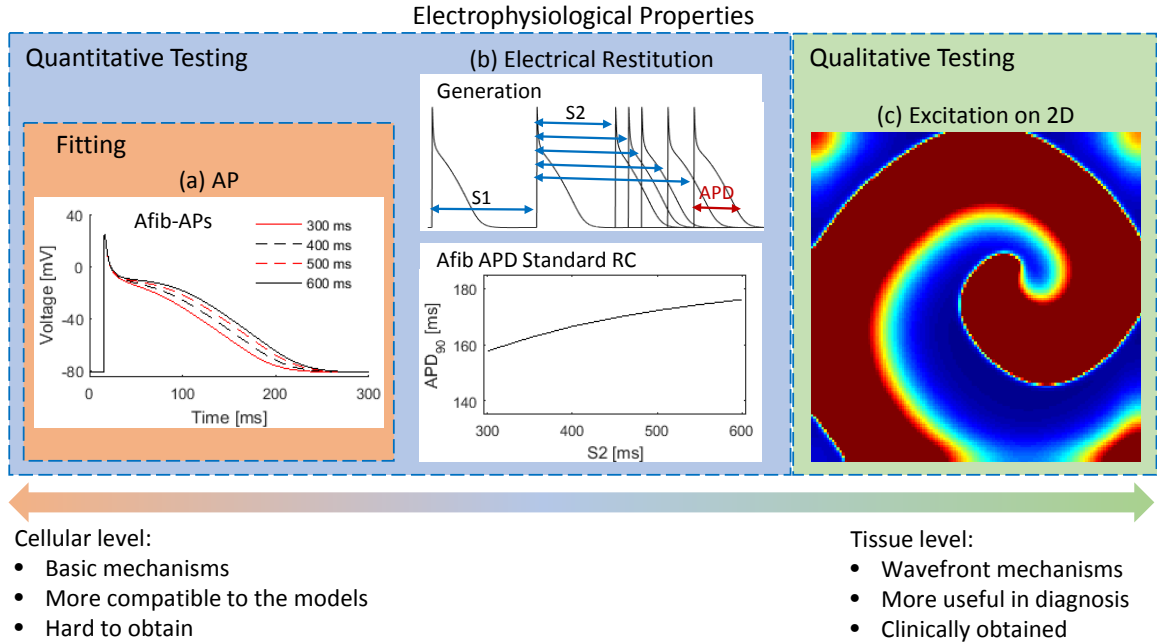 Electrophysiological Properties
Quantitative Testing
Fitting
(a) AP
Afib-APs
300 ms
400 ms
500 ms
600 ms
40
0
-40
-80
Voltage [mV]
0
100
200
300
Time [ms]
(b) Electrical Restitution
Generation
S2
S1
APD
Afib APD Standard RC
180
160
140
APD90 [ms]
300
400
500
600
S2 [ms]
Qualitative Testing
(c) Excitation on 2D
Cellular level:
• Basic mechanisms
• More compatible to the models
• Hard to obtain
Tissue level:
• Wavefront mechanisms
• More useful in diagnosis
• Clinically obtained